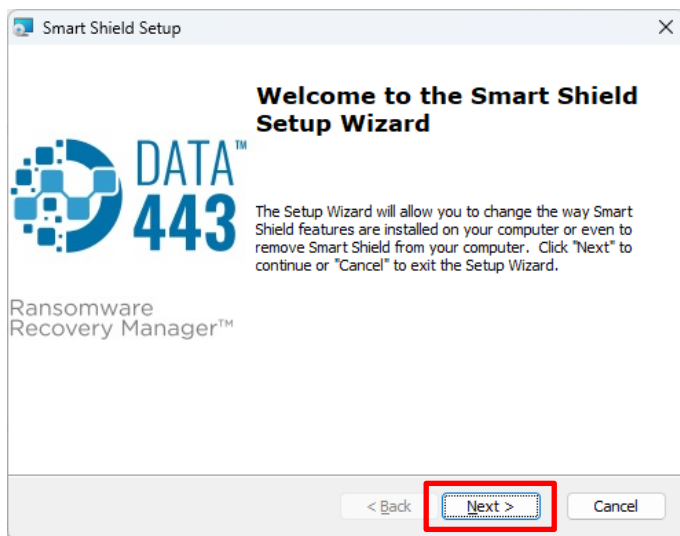 Smart Shield Setup
Welcome to the Smart Shield
Setup Wizard
DATA™
443
The Setup Wizard will allow you to change the way Smart
Shield features are installed on your computer or even to
remove Smart Shield from your computer. Click "Next" to
continue or "Cancel" to exit the Setup Wizard.
Ransomware
Recovery Manager™
< Back
Next >
Cancel